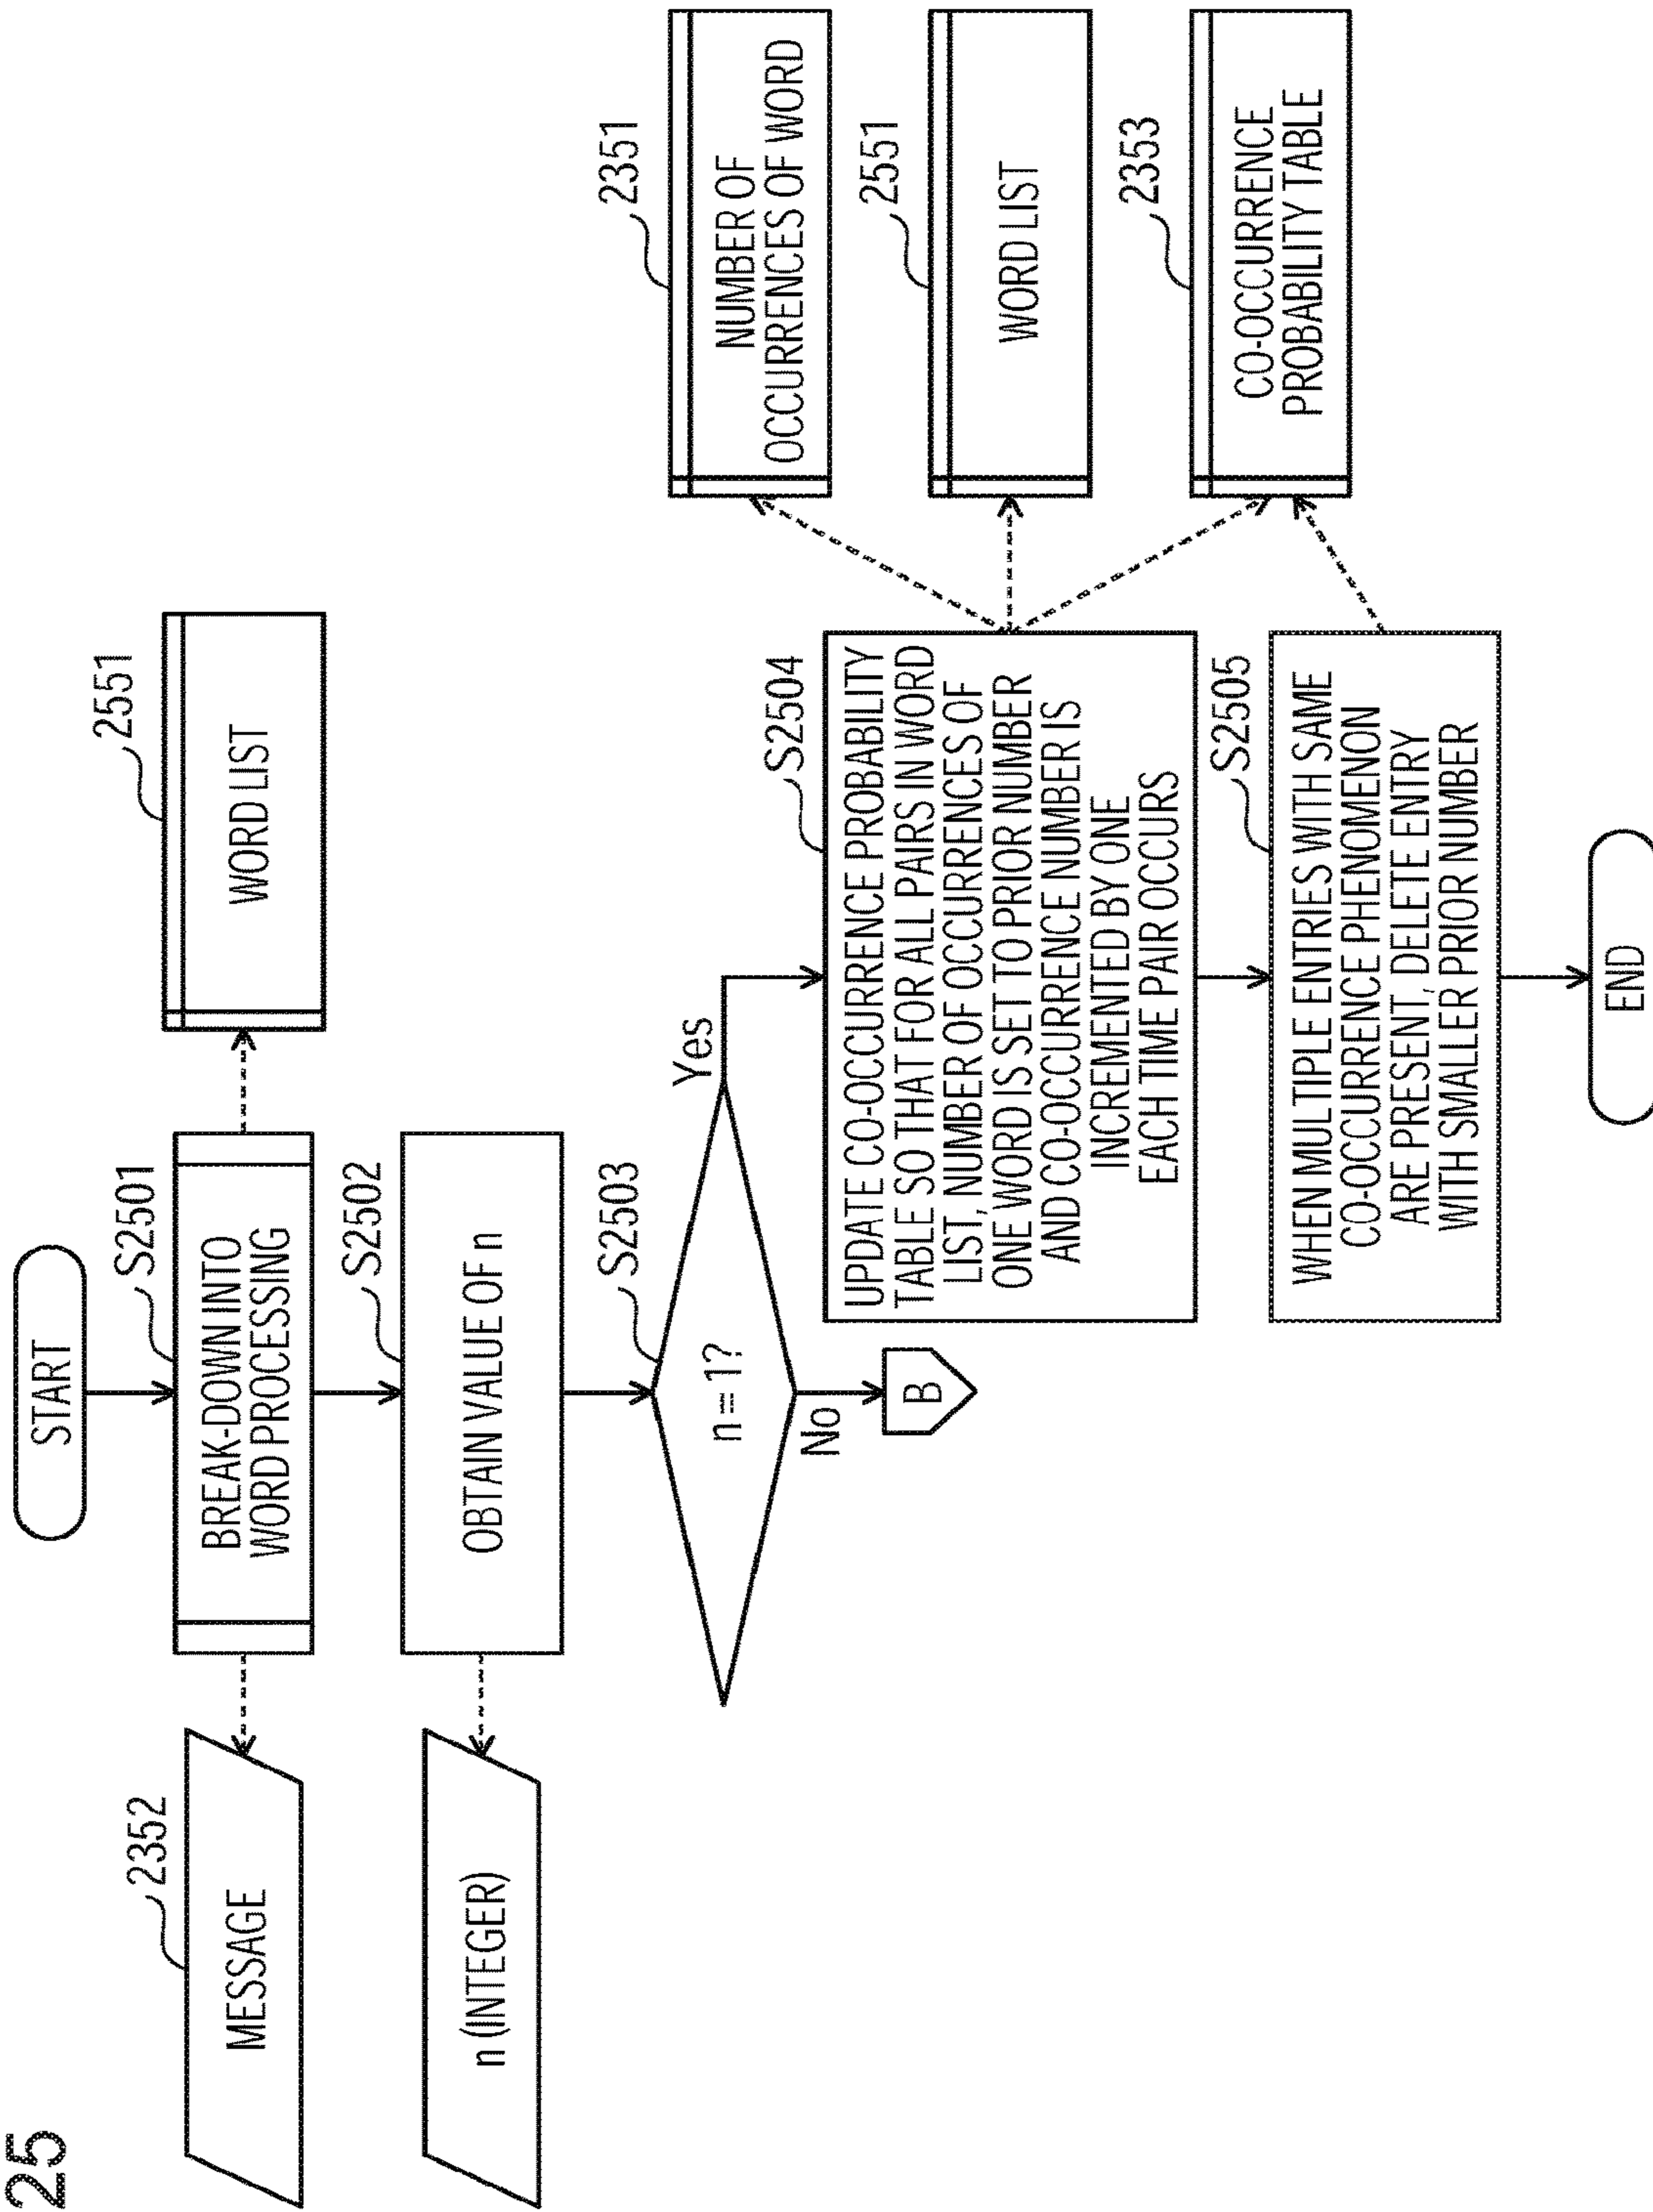 25
START
S2501
BREAK-DOWN INTO
WORD PROCESSING
2352
MESSAGE
2551
WORD LIST
S2502
OBTAIN VALUE OF n
n (INTEGER)
S2503
n = 1?
Yes
No
B
S2504
UPDATE CO-OCCURRENCE PROBABILITY
TABLE SO THAT FOR ALL PAIRS IN WORD
LIST, NUMBER OF OCCURRENCES OF
ONE WORD IS SET TO PRIOR NUMBER
AND CO-OCCURRENCE NUMBER IS
INCREMENTED BY ONE
EACH TIME PAIR OCCURS
2351
NUMBER OF
OCCURRENCES OF WORD
2551
WORD LIST
2353
CO-OCCURRENCE
PROBABILITY TABLE
S2505
WHEN MULTIPLE ENTRIES WITH SAME
CO-OCCURRENCE PHENOMENON
ARE PRESENT, DELETE ENTRY
WITH SMALLER PRIOR NUMBER
END